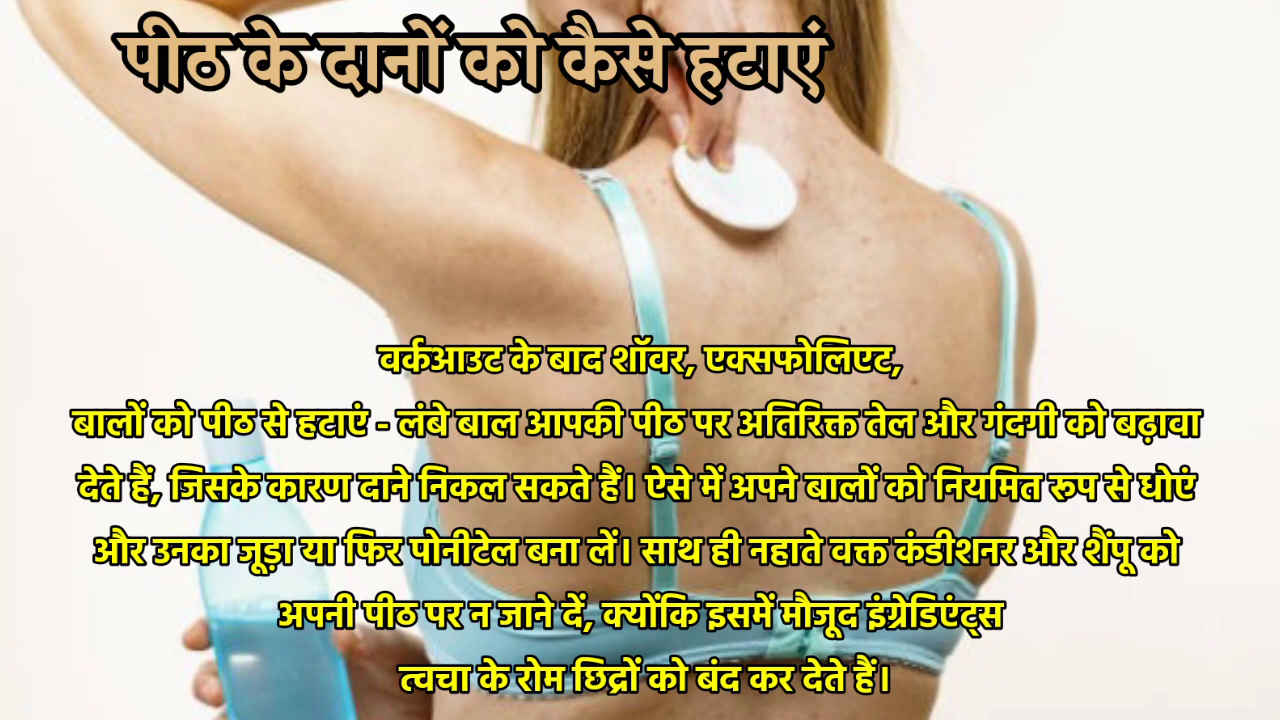 पीठ के दानों को कैसे हटाएं
वर्कआउट के बाद शॉवर, एक्सफोलिएट,
बालों को पीठ से हटाएं - लंबे बाल आपकी पीठ पर अतिरिक्त तेल और गंदगी को बढ़ावा
देते हैं, जिसके कारण दाने निकल सकते हैं। ऐसे में अपने बालों को नियमित रूप से धोएं
और उनका जूड़ा या फिर पोनीटेल बना लें। साथ ही नहाते वक्त कंडीशनर और शैंपू को
अपनी पीठ पर न जाने दें, क्योंकि इसमें मौजूद इंग्रेडिएंट्स
त्वचा के रोम छिद्रों को बंद कर देते हैं।